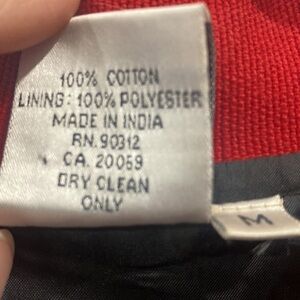 100% COTTON
LINING: 100% POLYESTER
MADE IN INDIA
RN. 90312
CA. 20059
DRY CLEAN
ONLY
M